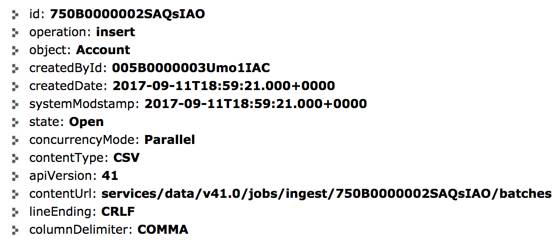 id: 750B0000002SAQsIAO
operation: insert
object: Account
createdById: 005B0000003Umo1IAC
createdDate: 2017-09-11T18:59:21.000+0000
systemModstamp: 2017-09-11T18:59:21.000+0000
state: Open
concurrencyMode: Parallel
contentType: CSV
apiVersion: 41
contentUrl: services/data/v41.0/jobs/ingest/750B0000002SAQsIAO/batches
lineEnding: CRLF
columnDelimiter: COMMA